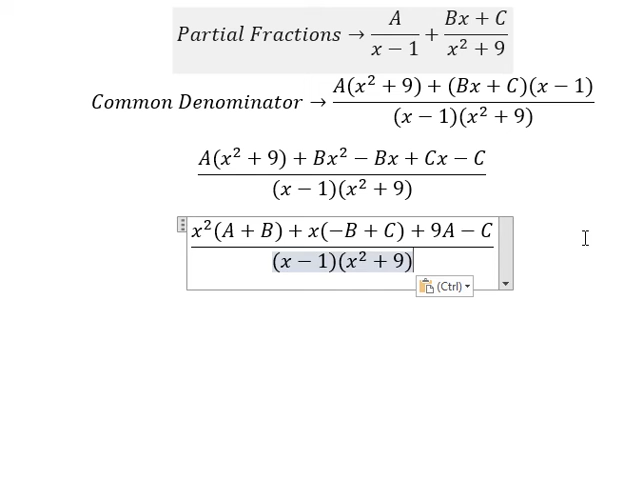 Partial Fractions → A/(x − 1) + (Bx + C)/(x² + 9)
Common Denominator → (A(x² + 9) + (Bx + C)(x − 1))/((x − 1)(x² + 9))
(A(x² + 9) + Bx² − Bx + Cx − C)/((x − 1)(x² + 9))
(x²(A + B) + x(−B + C) + 9A − C)/((x − 1)(x² + 9))
(Ctrl)